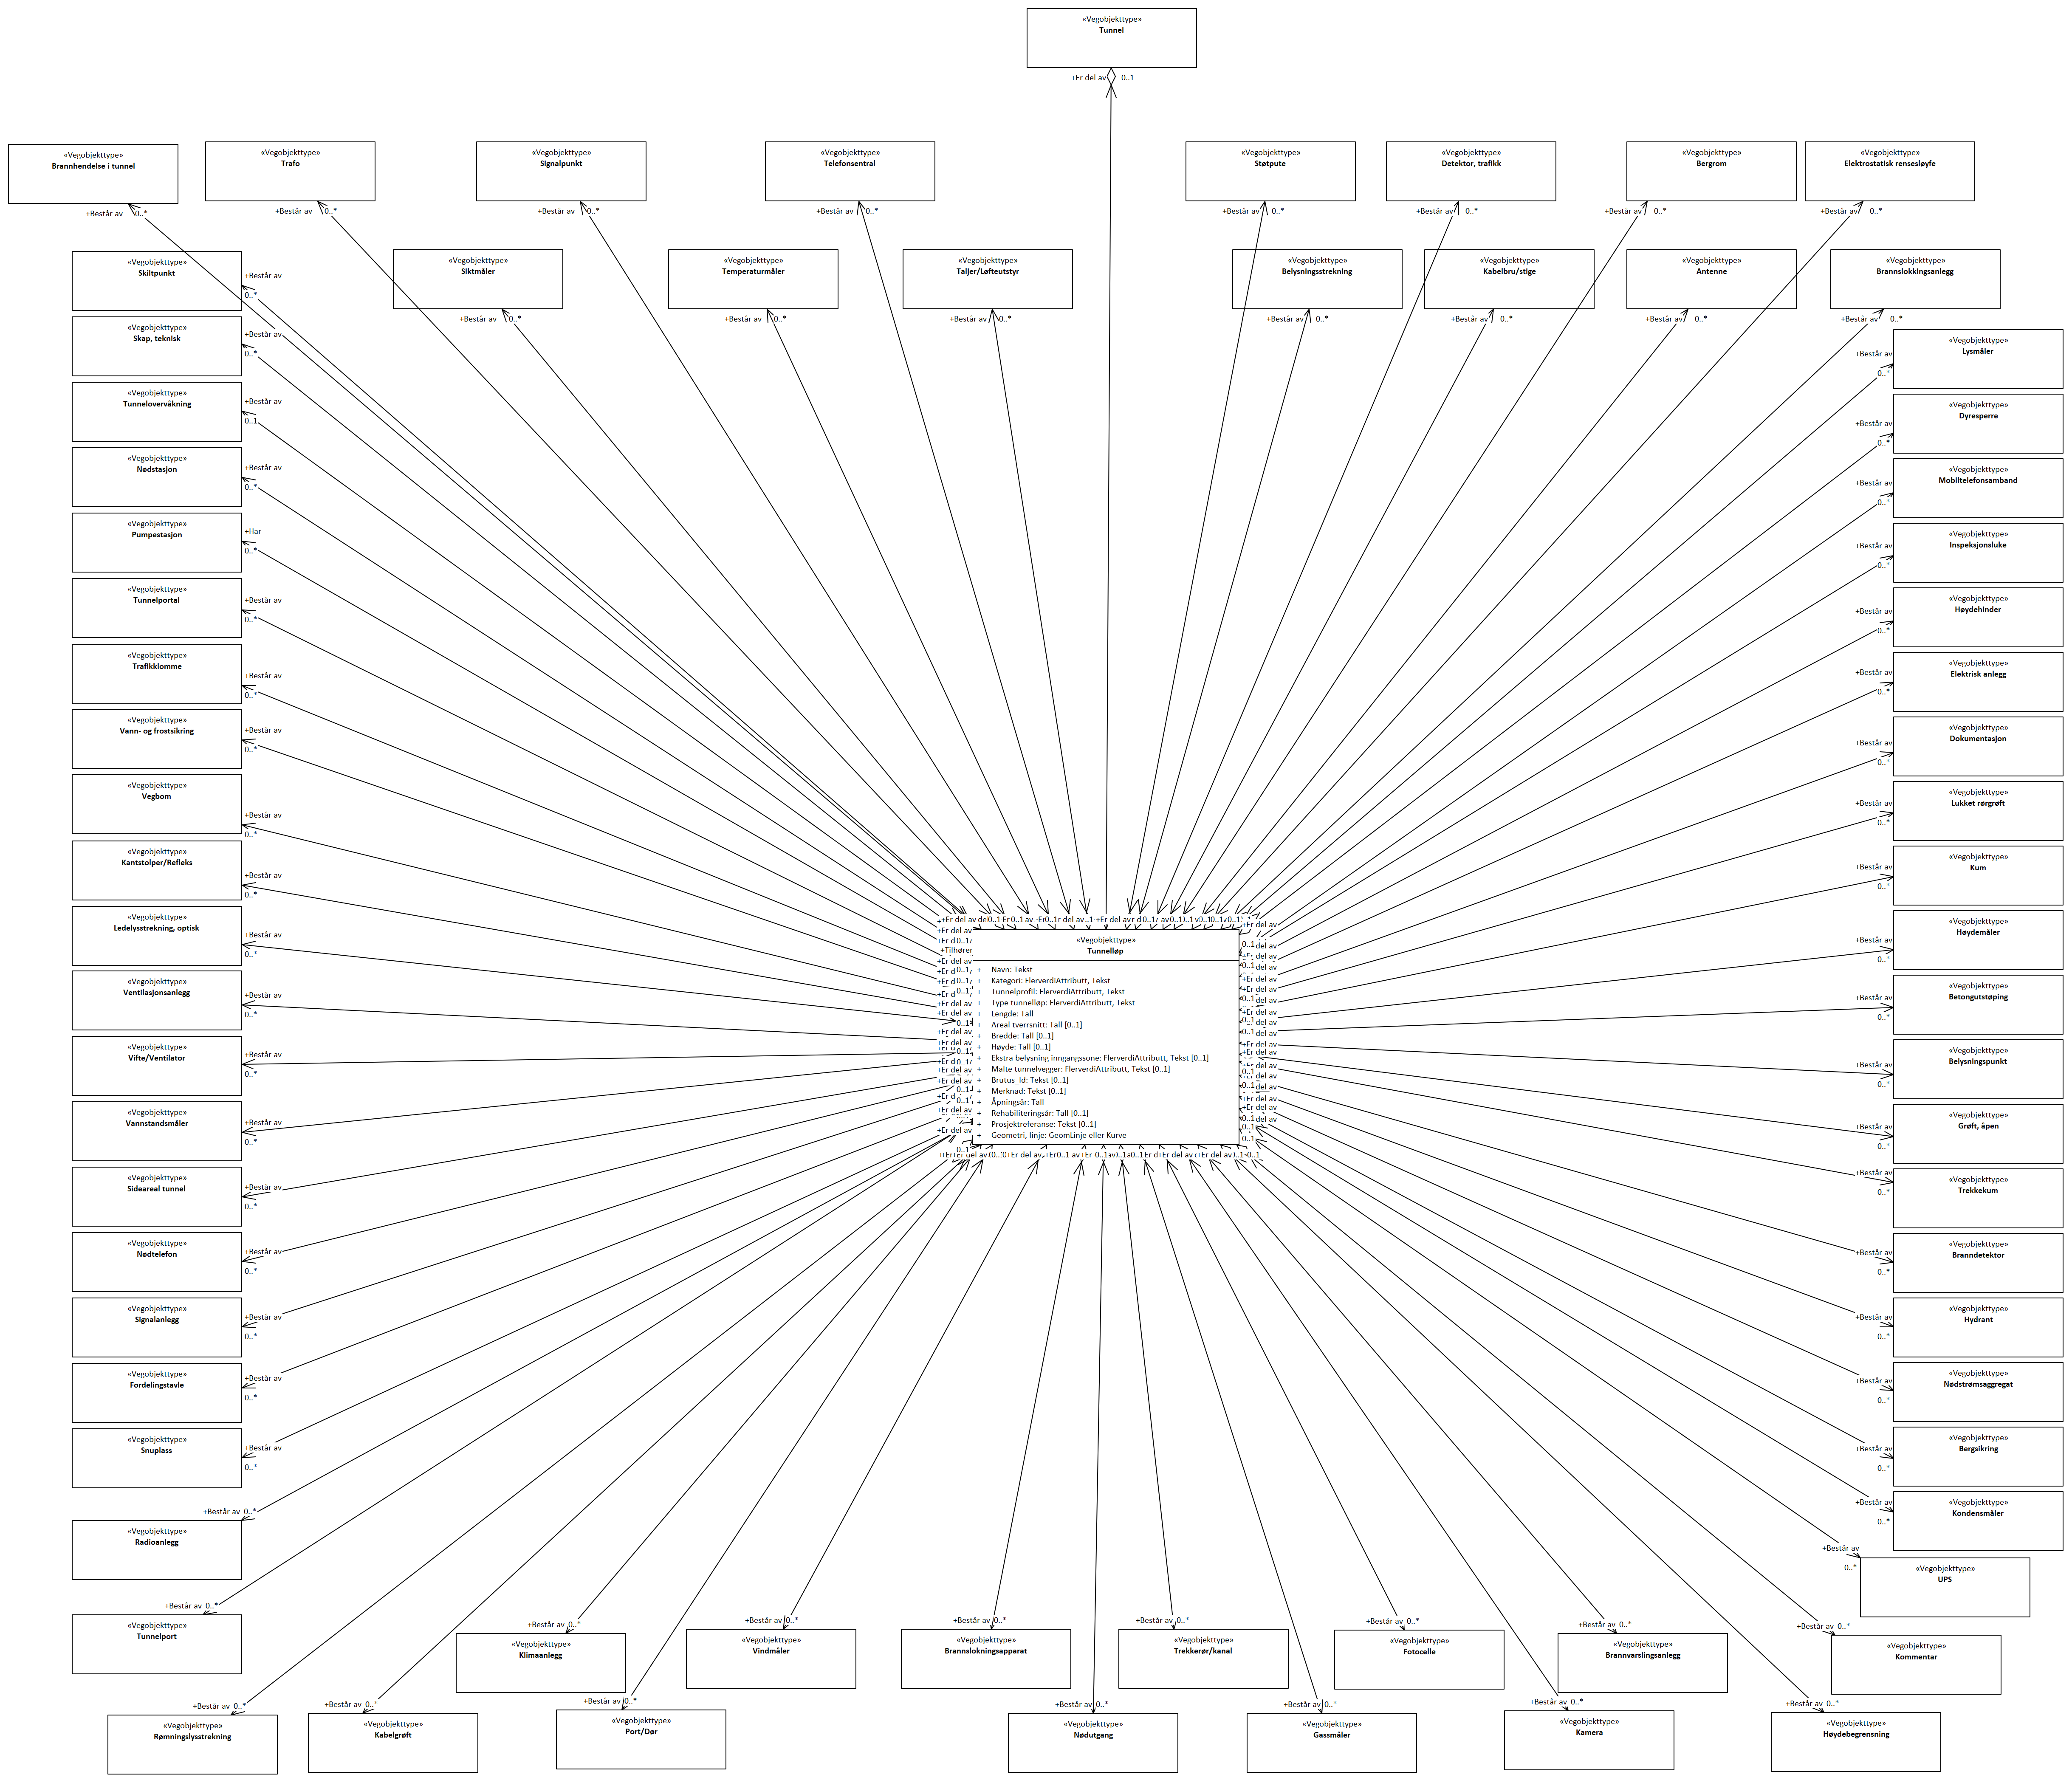 «Vegobjekttype»
Tunnel
+Er del av
0..1
«Vegobjekttype»
Brannhendelse i tunnel
+Består av
0..*
«Vegobjekttype»
Trafo
+Består av
0..*
«Vegobjekttype»
Signalpunkt
+Består av
0..*
«Vegobjekttype»
Telefonsentral
+Består av
0..*
«Vegobjekttype»
Støtpute
+Består av
0..*
«Vegobjekttype»
Detektor, trafikk
+Består av
0..*
«Vegobjekttype»
Bergrom
+Består av
0..*
«Vegobjekttype»
Elektrostatisk rensesløyfe
+Består av
0..*
«Vegobjekttype»
Siktmåler
+Består av
0..*
«Vegobjekttype»
Temperaturmåler
+Består av
0..*
«Vegobjekttype»
Taljer/Løfteutstyr
+Består av
0..*
«Vegobjekttype»
Belysningsstrekning
+Består av
0..*
«Vegobjekttype»
Kabelbru/stige
+Består av
0..*
«Vegobjekttype»
Antenne
+Består av
0..*
«Vegobjekttype»
Brannslokkingsanlegg
+Består av
0..*
«Vegobjekttype»
Skiltpunkt
+Består av
0..*
«Vegobjekttype»
Skap, teknisk
+Består av
0..*
«Vegobjekttype»
Tunnelovervåkning
+Består av
0..1
«Vegobjekttype»
Nødstasjon
+Består av
0..*
«Vegobjekttype»
Pumpestasjon
+Har
0..*
«Vegobjekttype»
Tunnelportal
+Består av
0..*
«Vegobjekttype»
Trafikklomme
+Består av
0..*
«Vegobjekttype»
Vann- og frostsikring
+Består av
0..*
«Vegobjekttype»
Vegbom
+Består av
0..*
«Vegobjekttype»
Kantstolper/Refleks
+Består av
0..*
«Vegobjekttype»
Ledelysstrekning, optisk
+Består av
0..*
«Vegobjekttype»
Ventilasjonsanlegg
+Består av
0..*
«Vegobjekttype»
Vifte/Ventilator
+Består av
0..*
«Vegobjekttype»
Vannstandsmåler
+Består av
0..*
«Vegobjekttype»
Sideareal tunnel
+Består av
0..*
«Vegobjekttype»
Nødtelefon
+Består av
0..*
«Vegobjekttype»
Signalanlegg
+Består av
0..*
«Vegobjekttype»
Fordelingstavle
+Består av
0..*
«Vegobjekttype»
Snuplass
+Består av
0..*
«Vegobjekttype»
Radioanlegg
+Består av 0..*
«Vegobjekttype»
Tunnelport
+Består av 0..*
«Vegobjekttype»
Tunnelløp
+ Navn: Tekst
+ Kategori: FlerverdiAttributt, Tekst
+ Tunnelprofil: FlerverdiAttributt, Tekst
+ Type tunnelløp: FlerverdiAttributt, Tekst
+ Lengde: Tall
+ Areal tverrsnitt: Tall [0..1]
+ Bredde: Tall [0..1]
+ Høyde: Tall [0..1]
+ Ekstra belysning inngangssone: FlerverdiAttributt, Tekst [0..1]
+ Malte tunnelvegger: FlerverdiAttributt, Tekst [0..1]
+ Brutus_Id: Tekst [0..1]
+ Merknad: Tekst [0..1]
+ Åpningsår: Tall
+ Rehabiliteringsår: Tall [0..1]
+ Prosjektreferanse: Tekst [0..1]
+ Geometri, linje: GeomLinje eller Kurve
«Vegobjekttype»
Lysmåler
+Består av
0..*
«Vegobjekttype»
Dyresperre
+Består av
0..*
«Vegobjekttype»
Mobiltelefonsamband
+Består av
0..*
«Vegobjekttype»
Inspeksjonsluke
+Består av
0..*
«Vegobjekttype»
Høydehinder
+Består av
0..*
«Vegobjekttype»
Elektrisk anlegg
+Består av
0..*
«Vegobjekttype»
Dokumentasjon
+Består av
0..*
«Vegobjekttype»
Lukket rørgrøft
+Består av
0..*
«Vegobjekttype»
Kum
+Består av
0..*
«Vegobjekttype»
Høydemåler
+Består av
0..*
«Vegobjekttype»
Betongutstøping
+Består av
0..*
«Vegobjekttype»
Belysningspunkt
+Består av
0..*
«Vegobjekttype»
Grøft, åpen
+Består av
0..*
«Vegobjekttype»
Trekkekum
+Består av
0..*
«Vegobjekttype»
Branndetektor
+Består av
0..*
«Vegobjekttype»
Hydrant
+Består av
0..*
«Vegobjekttype»
Nødstrømsaggregat
+Består av
0..*
«Vegobjekttype»
Bergsikring
+Består av
0..*
«Vegobjekttype»
Kondensmåler
+Består av
0..*
«Vegobjekttype»
UPS
+Består av
0..*
«Vegobjekttype»
Klimaanlegg
+Består av 0..*
«Vegobjekttype»
Vindmåler
+Består av 0..*
«Vegobjekttype»
Brannslokningsapparat
+Består av 0..*
«Vegobjekttype»
Trekkerør/kanal
+Består av 0..*
«Vegobjekttype»
Fotocelle
+Består av 0..*
«Vegobjekttype»
Brannvarslingsanlegg
+Består av 0..*
«Vegobjekttype»
Kommentar
+Består av 0..*
«Vegobjekttype»
Rømningslysstrekning
+Består av 0..*
«Vegobjekttype»
Kabelgrøft
+Består av 0..*
«Vegobjekttype»
Port/Dør
+Består av 0..*
«Vegobjekttype»
Nødutgang
+Består av 0..*
«Vegobjekttype»
Gassmåler
+Består av 0..*
«Vegobjekttype»
Kamera
+Består av 0..*
«Vegobjekttype»
Høydebegrensning
+Består av 0..*